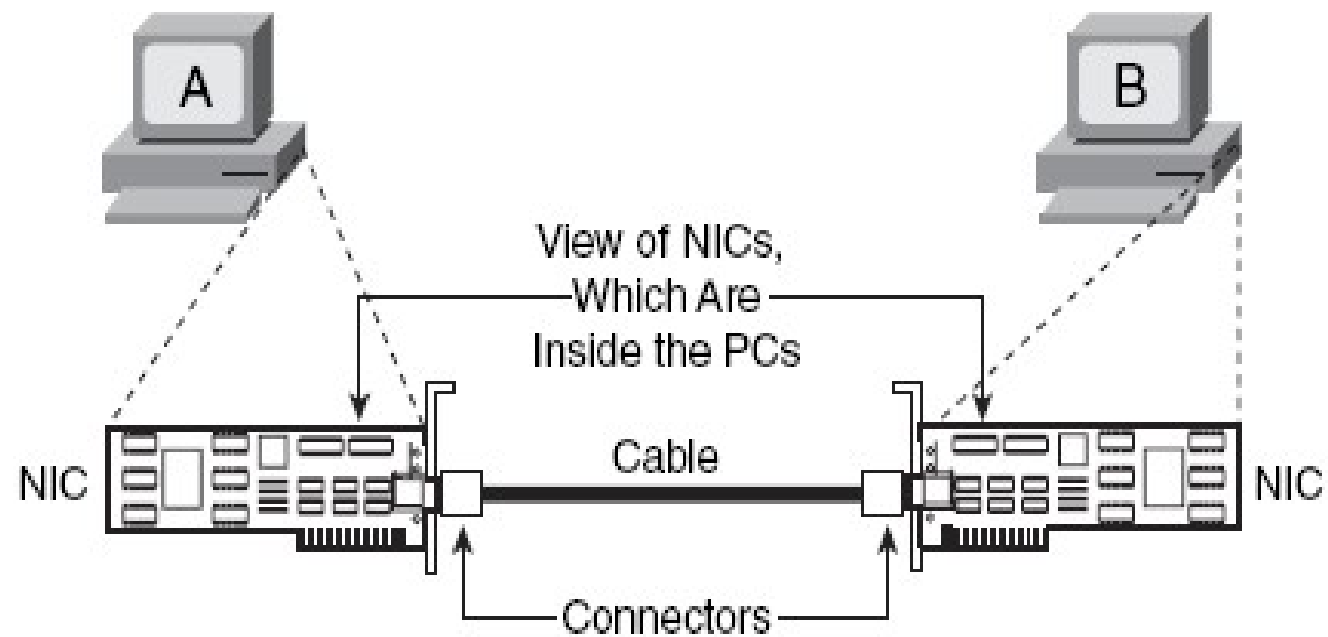 A
B
View of NICs,
Which Are
Inside the PCs
NIC
Cable
NIC
Connectors